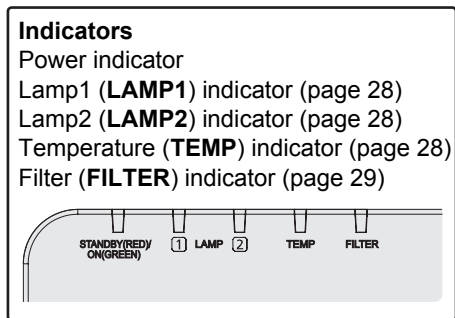 Indicators
Power indicator
Lamp1 (LAMP1) indicator (page 28)
Lamp2 (LAMP2) indicator (page 28)
Temperature (TEMP) indicator (page 28)
Filter (FILTER) indicator (page 29)
STANDBY(RED)/ 1 LAMP 2 TEMP FILTER
ON(GREEN)